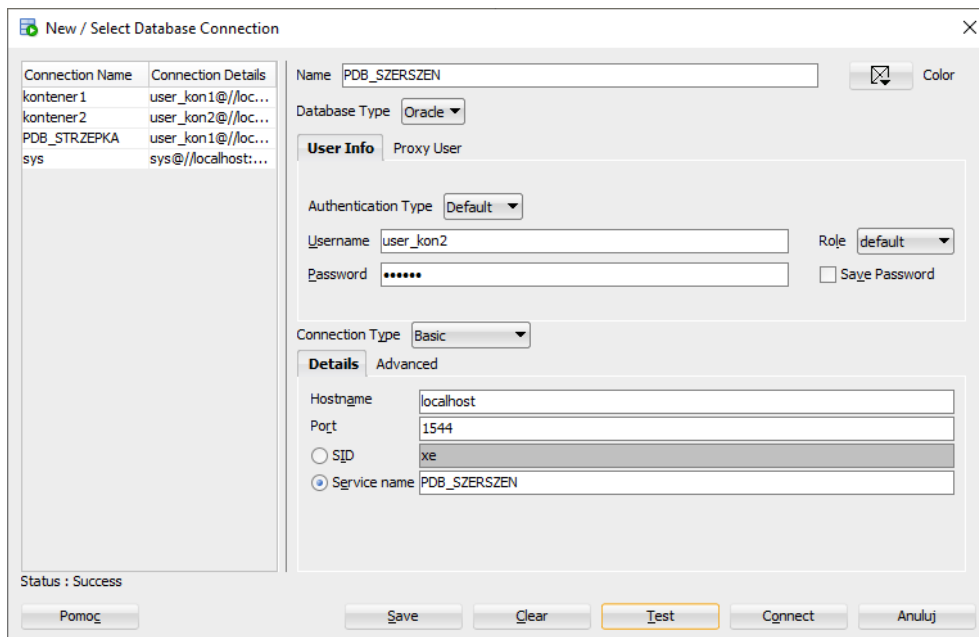 New / Select Database Connection
Connection Name Connection Details
kontener1 user_kon1@//loc...
kontener2 user_kon2@//loc...
PDB_STRZEPKA user_kon1@//loc...
sys sys@//localhost:...
Name PDB_SZERSZEN Color
Database Type Oracle
User Info Proxy User
Authentication Type Default
Username user_kon2 Role default
Password •••••• Save Password
Connection Type Basic
Details Advanced
Hostname localhost
Port 1544
SID xe
Service name PDB_SZERSZEN
Status : Success
Pomoc Save Clear Test Connect Anuluj